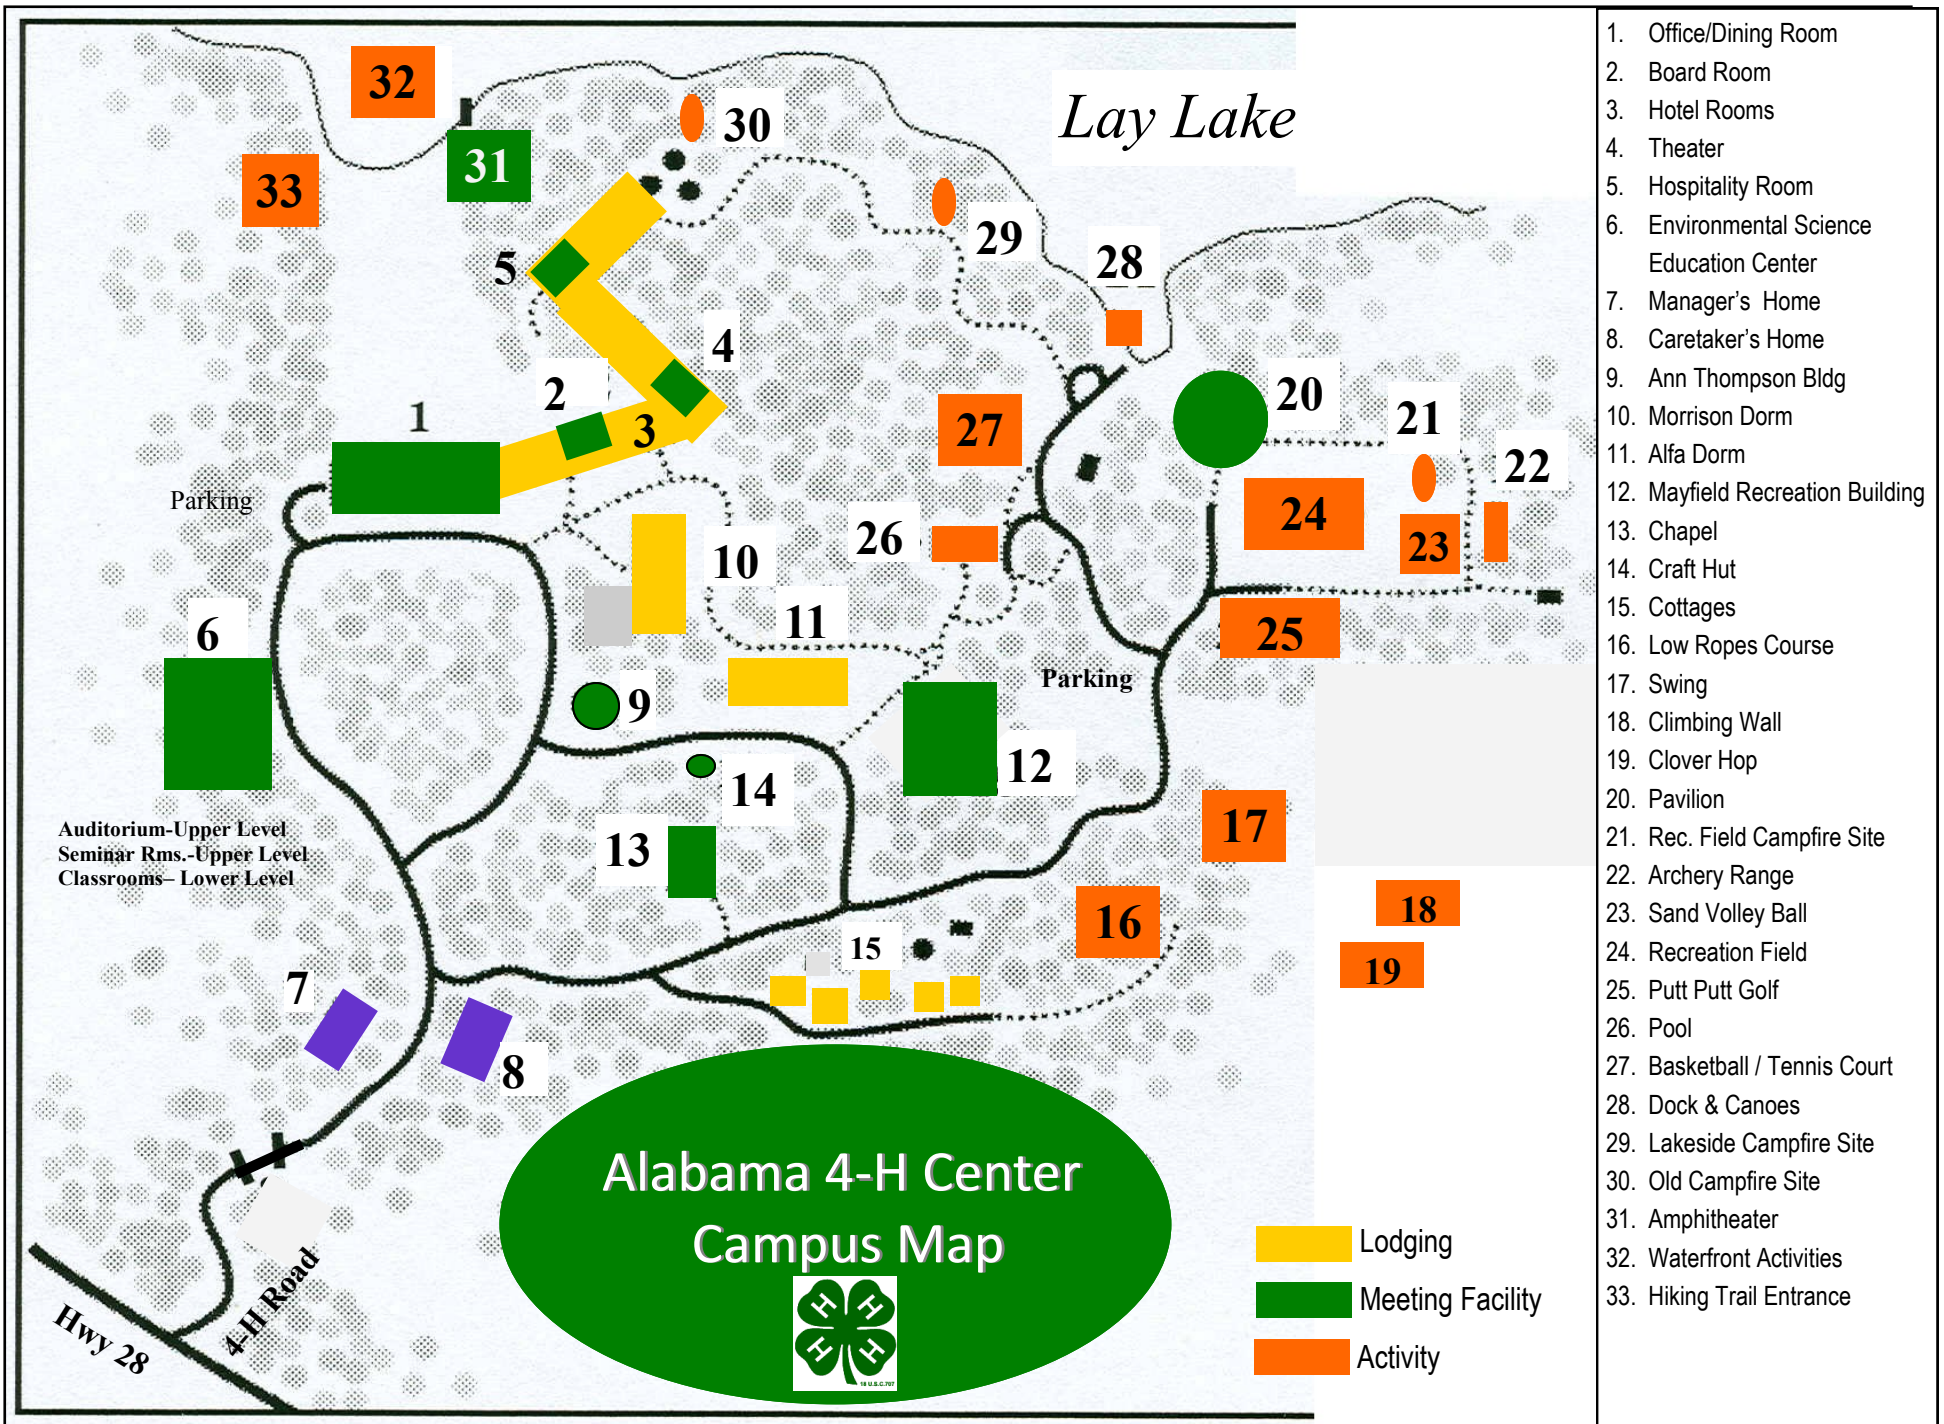 32
30
Lay Lake
31
33
29
28
5
4
2
20
21
3
1
27
22
Parking
24
26
23
10
11
25
6
Parking
9
12
14
17
Auditorium-Upper Level
Seminar Rms.-Upper Level
Classrooms– Lower Level
13
18
16
15
19
7
8
Alabama 4-H Center
Campus Map
H H
H H
18 U.S.C.707
4-H Road
Hwy 28
Lodging
Meeting Facility
Activity
1. Office/Dining Room
2. Board Room
3. Hotel Rooms
4. Theater
5. Hospitality Room
6. Environmental Science
Education Center
7. Manager's Home
8. Caretaker's Home
9. Ann Thompson Bldg
10. Morrison Dorm
11. Alfa Dorm
12. Mayfield Recreation Building
13. Chapel
14. Craft Hut
15. Cottages
16. Low Ropes Course
17. Swing
18. Climbing Wall
19. Clover Hop
20. Pavilion
21. Rec. Field Campfire Site
22. Archery Range
23. Sand Volley Ball
24. Recreation Field
25. Putt Putt Golf
26. Pool
27. Basketball / Tennis Court
28. Dock & Canoes
29. Lakeside Campfire Site
30. Old Campfire Site
31. Amphitheater
32. Waterfront Activities
33. Hiking Trail Entrance